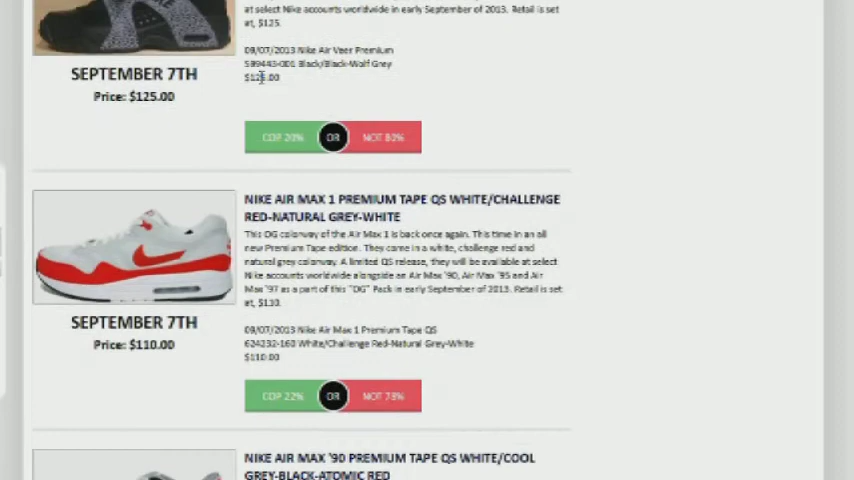 at select Nike accounts worldwide in early September of 2013. Retail is set
at, $125.
09/07/2013 Nike Air Veer Premium
599443-001 Black/Black-Wolf Grey
$125.00
SEPTEMBER 7TH
Price: $125.00
COP 20% OR NOT 80%
NIKE AIR MAX 1 PREMIUM TAPE QS WHITE/CHALLENGE
RED-NATURAL GREY-WHITE
This OG colorway of the Air Max 1 is back once again. This time in an all
new Premium Tape edition. They come in a white, challenge red and
natural grey colorway. A limited QS release, they will be available at select
Nike accounts worldwide alongside an Air Max '90, Air Max '95 and Air
Max '97 as a part of this "OG" Pack in early September of 2013. Retail is set
at, $110.
SEPTEMBER 7TH
Price: $110.00
09/07/2013 Nike Air Max 1 Premium Tape QS
624232-160 White/Challenge Red-Natural Grey-White
$110.00
COP 22% OR NOT 78%
NIKE AIR MAX '90 PREMIUM TAPE QS WHITE/COOL
GREY-BLACK-ATOMIC RED